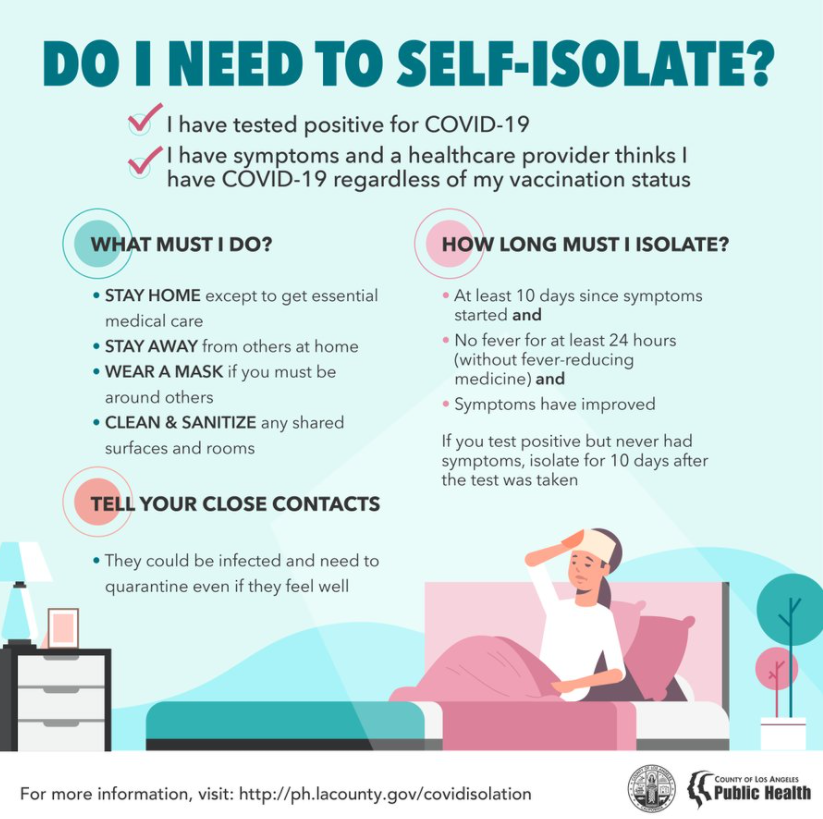 DO I NEED TO SELF-ISOLATE?
I have tested positive for COVID-19
I have symptoms and a healthcare provider thinks I
have COVID-19 regardless of my vaccination status
WHAT MUST I DO?
• STAY HOME except to get essential
medical care
• STAY AWAY from others at home
• WEAR A MASK if you must be
around others
• CLEAN & SANITIZE any shared
surfaces and rooms
TELL YOUR CLOSE CONTACTS
• They could be infected and need to
quarantine even if they feel well
HOW LONG MUST I ISOLATE?
• At least 10 days since symptoms
started and
• No fever for at least 24 hours
(without fever-reducing
medicine) and
• Symptoms have improved
If you test positive but never had
symptoms, isolate for 10 days after
the test was taken
For more information, visit: http://ph.lacounty.gov/covidisolation
COUNTY OF LOS ANGELES
Public Health